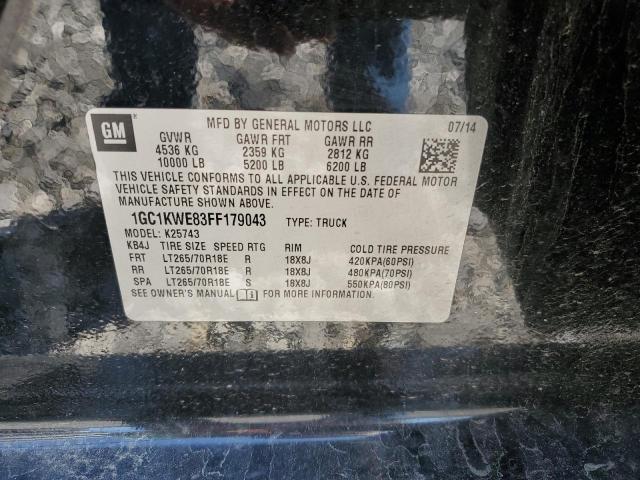 GM
MFD BY GENERAL MOTORS LLC 07/14
GVWR GAWR FRT GAWR RR
4536 KG 2359 KG 2812 KG
10000 LB 5200 LB 6200 LB
THIS VEHICLE CONFORMS TO ALL APPLICABLE U.S. FEDERAL MOTOR
VEHICLE SAFETY STANDARDS IN EFFECT ON THE DATE OF
MANUFACTURE SHOWN ABOVE.
1GC1KWE83FF179043 TYPE: TRUCK
MODEL: K25743
KB4J TIRE SIZE SPEED RTG RIM COLD TIRE PRESSURE
FRT LT265/70R18E R 18X8J 420KPA(60PSI)
RR LT265/70R18E R 18X8J 480KPA(70PSI)
SPA LT265/70R18E S 18X8J 550KPA(80PSI)
SEE OWNER'S MANUAL FOR MORE INFORMATION.